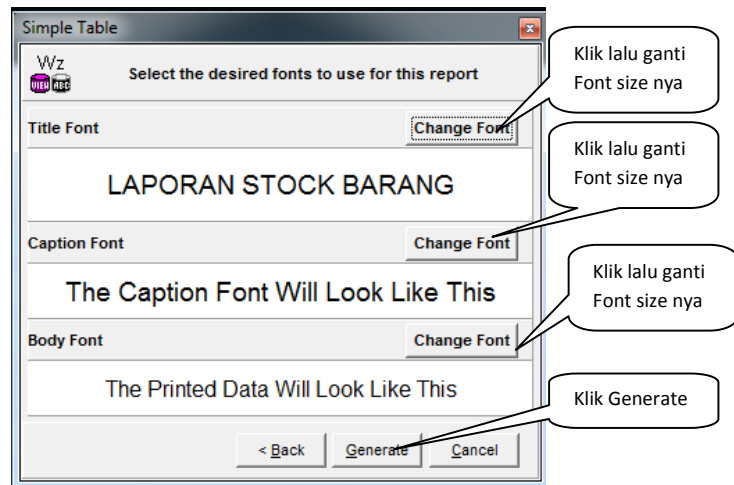 Simple Table
Wz
VIEW ABC
Select the desired fonts to use for this report
Klik lalu ganti
Font size nya
Title Font
Change Font
LAPORAN STOCK BARANG
Klik lalu ganti
Font size nya
Caption Font
Change Font
The Caption Font Will Look Like This
Klik lalu ganti
Font size nya
Body Font
Change Font
The Printed Data Will Look Like This
Klik Generate
< Back
Generate
Cancel